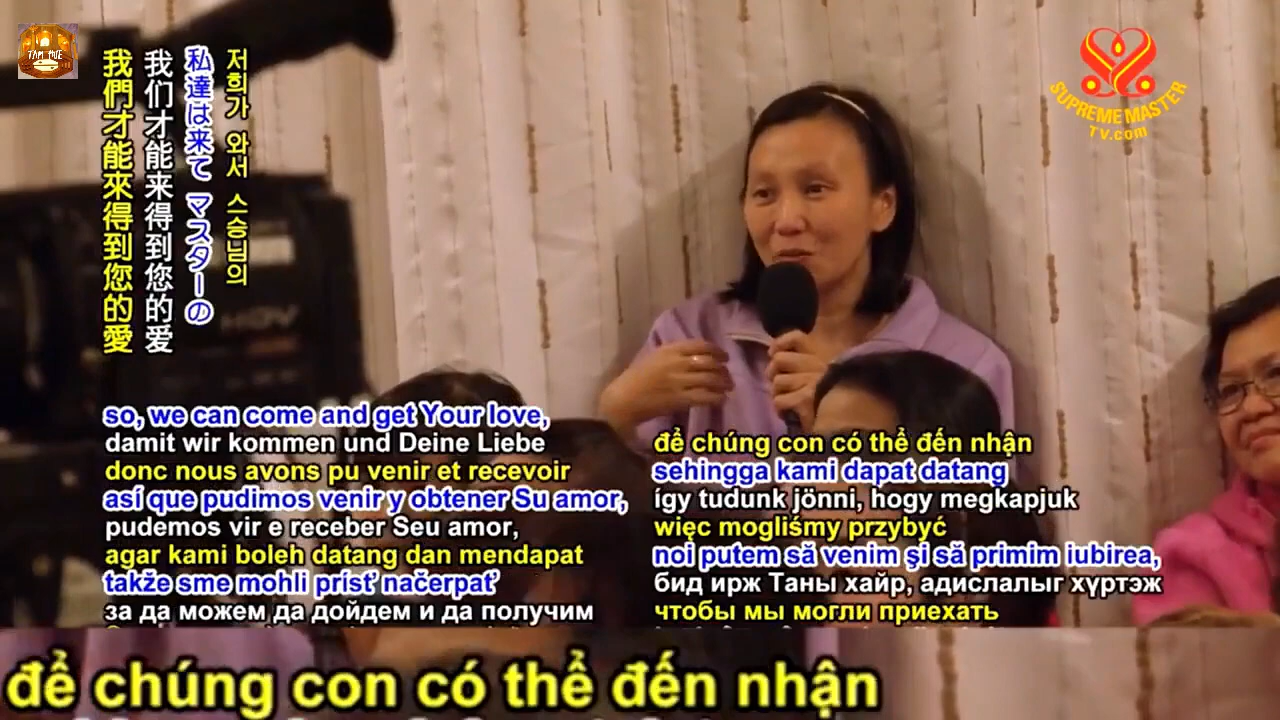 TÂM TUỆ
SUPREME MASTER
TV.com
저희가 와서 스승님의
私達は来て マスターの
我们才能来得到您的爱
我們才能來得到您的愛
HDV
so, we can come and get Your love,
damit wir kommen und Deine Liebe
donc nous avons pu venir et recevoir
así que pudimos venir y obtener Su amor,
pudemos vir e receber Seu amor,
agar kami boleh datang dan mendapat
takže sme mohli prísť načerpať
за да можем да дойдем и да получим
để chúng con có thể đến nhận
sehingga kami dapat datang
így tudunk jönni, hogy megkapjuk
więc mogliśmy przybyć
noi putem să venim şi să primim iubirea,
бид ирж Таны хайр, адислалыг хүртэж
чтобы мы могли приехать
để chúng con có thể đến nhận